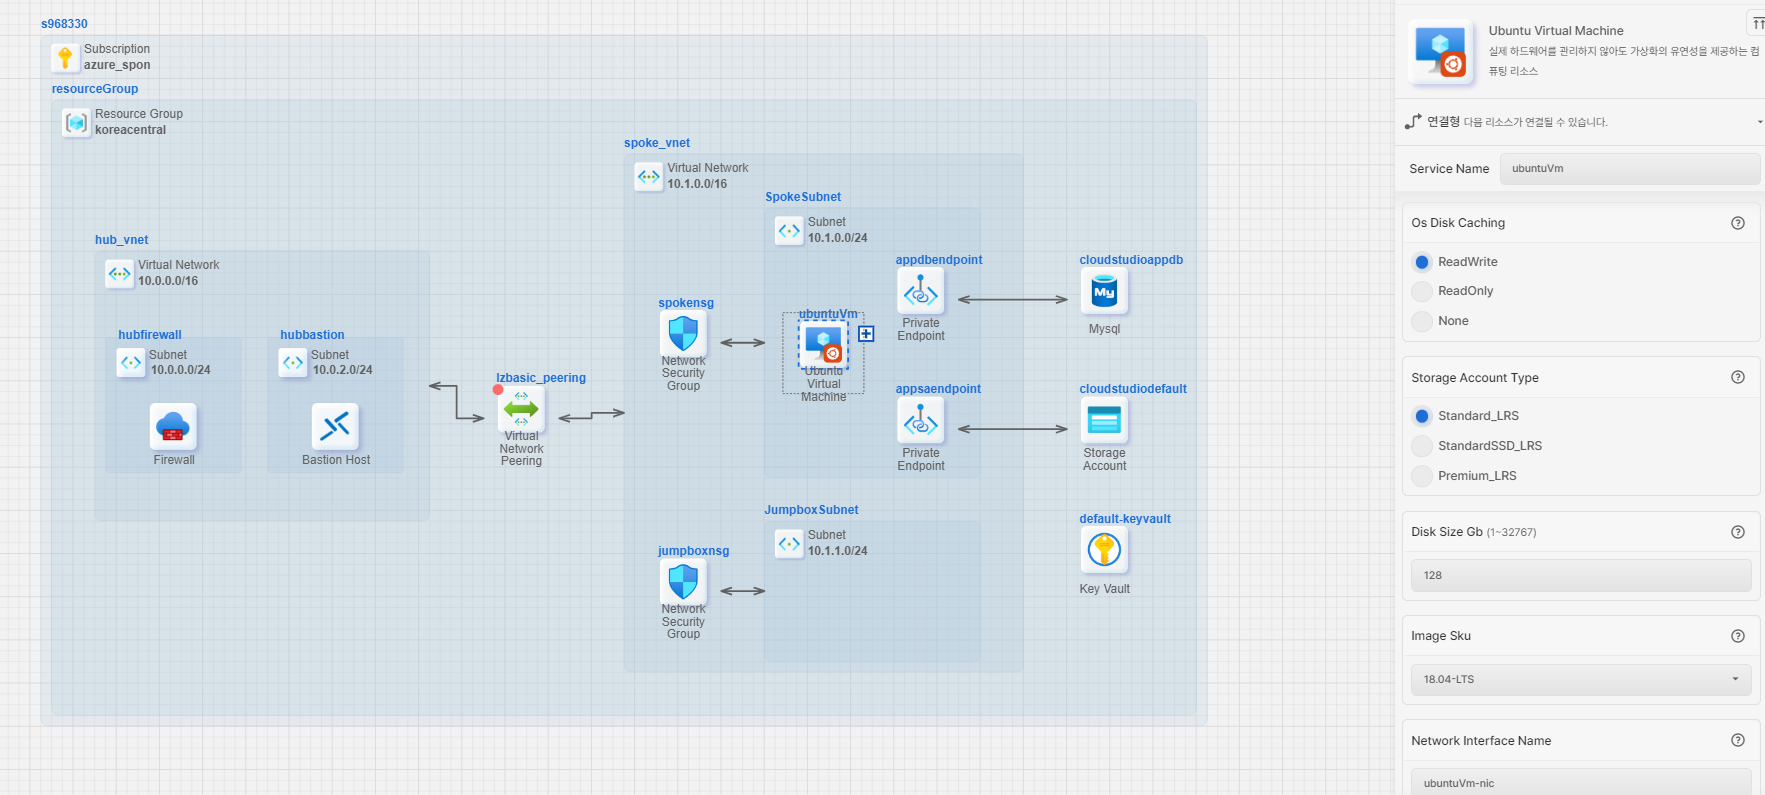 s968330
Subscription
azure_spon
resourceGroup
Resource Group
koreacentral
spoke_vnet
Virtual Network
10.1.0.0/16
SpokeSubnet
Subnet
10.1.0.0/24
hub_vnet
Virtual Network
10.0.0.0/16
hubfirewall
Subnet
10.0.0.0/24
Firewall
hubbastion
Subnet
10.0.2.0/24
Bastion Host
lzbasic_peering
Virtual
Network
Peering
spokensg
Network
Security
Group
ubuntuVm
Ubuntu
Virtual
Machine
appdbendpoint
Private
Endpoint
cloudstudioappdb
My
Mysql
appsaendpoint
Private
Endpoint
cloudstudiodefault
Storage
Account
JumpboxSubnet
Subnet
10.1.1.0/24
jumpboxnsg
Network
Security
Group
default-keyvault
Key Vault
Ubuntu Virtual Machine
실제 하드웨어를 관리하지 않아도 가상화의 유연성을 제공하는 컴
퓨팅 리소스
연결형 다음 리소스가 연결될 수 있습니다.
Service Name ubuntuVm
Os Disk Caching
ReadWrite
ReadOnly
None
Storage Account Type
Standard_LRS
StandardSSD_LRS
Premium_LRS
Disk Size Gb (1~32767)
128
Image Sku
18.04-LTS
Network Interface Name
ubuntuVm-nic